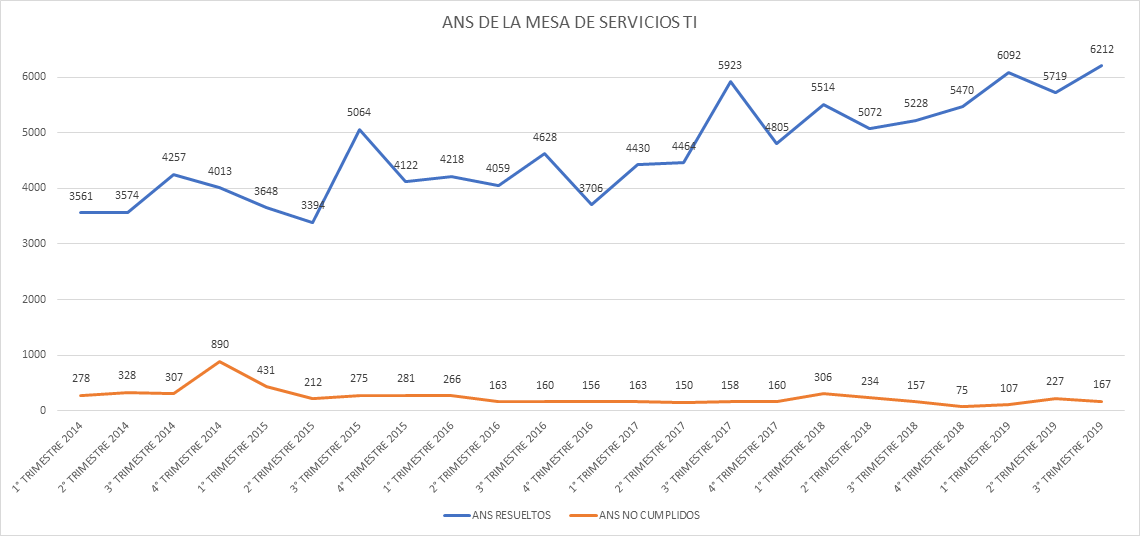 ANS DE LA MESA DE SERVICIOS TI
6000
5000
4000
3000
2000
1000
0
3561
3574
4257
4013
3648
3394
5064
4122
4218
4059
4628
3706
4430
4464
5923
4805
5514
5072
5228
5470
6092
5719
6212
278
328
307
890
431
212
275
281
266
163
160
156
163
150
158
160
306
234
157
75
107
227
167
1° TRIMESTRE 2014
2° TRIMESTRE 2014
3° TRIMESTRE 2014
4° TRIMESTRE 2014
1° TRIMESTRE 2015
2° TRIMESTRE 2015
3° TRIMESTRE 2015
4° TRIMESTRE 2015
1° TRIMESTRE 2016
2° TRIMESTRE 2016
3° TRIMESTRE 2016
4° TRIMESTRE 2016
1° TRIMESTRE 2017
2° TRIMESTRE 2017
3° TRIMESTRE 2017
4° TRIMESTRE 2017
1° TRIMESTRE 2018
2° TRIMESTRE 2018
3° TRIMESTRE 2018
4° TRIMESTRE 2018
1° TRIMESTRE 2019
2° TRIMESTRE 2019
3° TRIMESTRE 2019
ANS RESUELTOS
ANS NO CUMPLIDOS